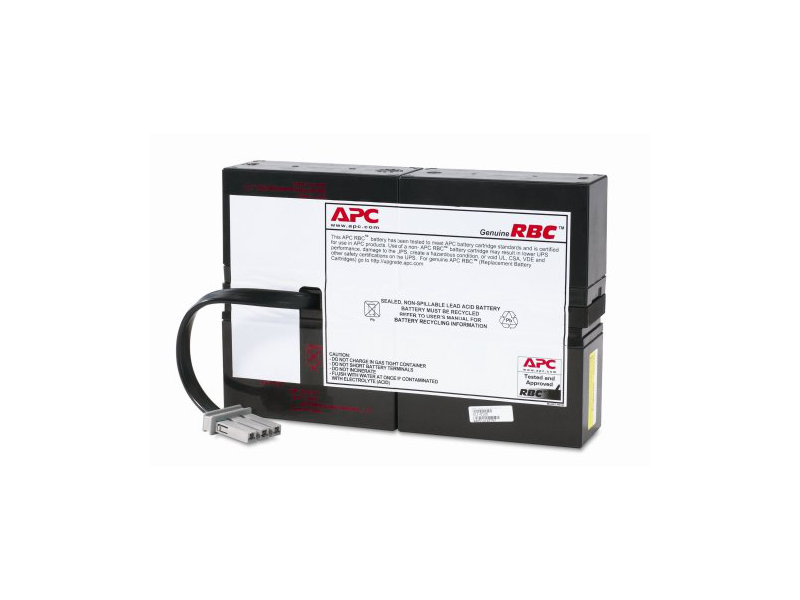 APC
www.apc.com
Genuine RBC™
This APC RBC™ battery has been tested to meet APC battery cartridge standards and is certified
for use in APC products. Use of a non- APC RBC™ battery cartridge may result in lower UPS
performance, damage to the UPS, create a hazardous condition, or void UL, CSA, VDE and
other safety certifications on the UPS. For genuine APC RBC™ (Replacement Battery
Cartridges) go to http://upgrade.apc.com.
SEALED, NON-SPILLABLE LEAD ACID BATTERY
BATTERY MUST BE RECYCLED
REFER TO USER'S MANUAL FOR
BATTERY RECYCLING INFORMATION
Pb
Pb
CAUTION:
- DO NOT CHARGE IN GAS TIGHT CONTAINER
- DO NOT SHORT BATTERY TERMINALS
- DO NOT INCINERATE
- FLUSH WITH WATER AT ONCE IF CONTAMINATED
WITH ELECTROLYTE (ACID)
APC
Tested and
Approved
RBC